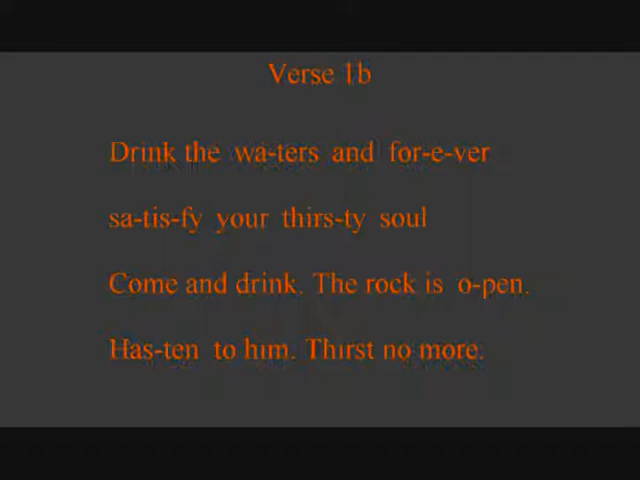 Verse 1b
Drink the wa-ters and for-e-ver
sa-tis-fy your thirs-ty soul
Come and drink. The rock is o-pen.
Has-ten to him. Thirst no more.